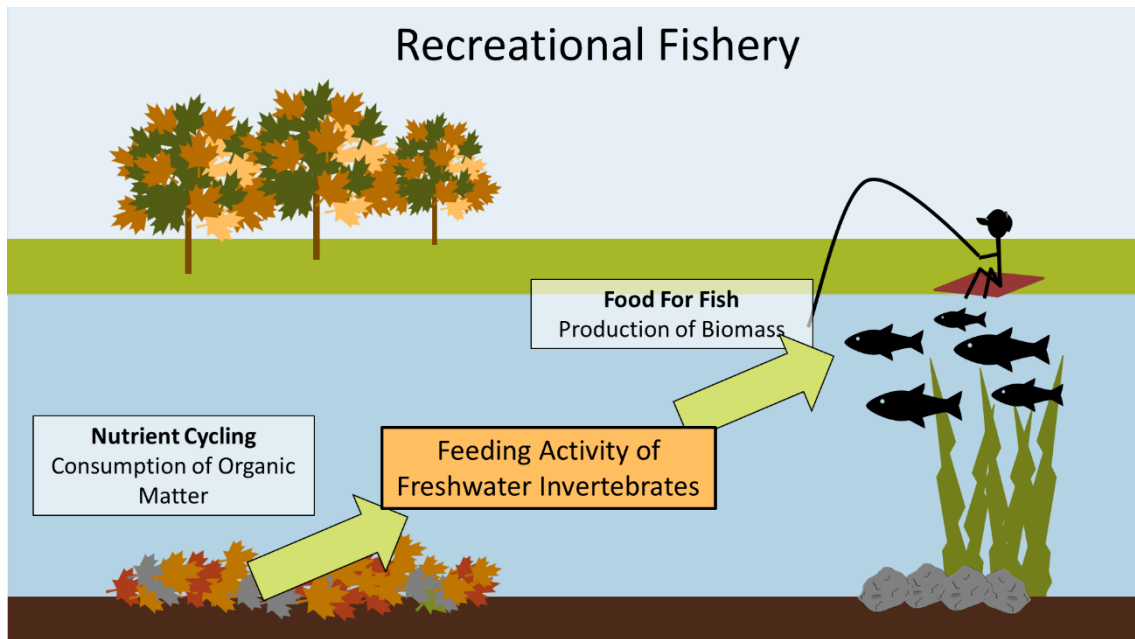 Recreational Fishery
Food For Fish
Production of Biomass
Nutrient Cycling
Consumption of Organic
Matter
Feeding Activity of
Freshwater Invertebrates